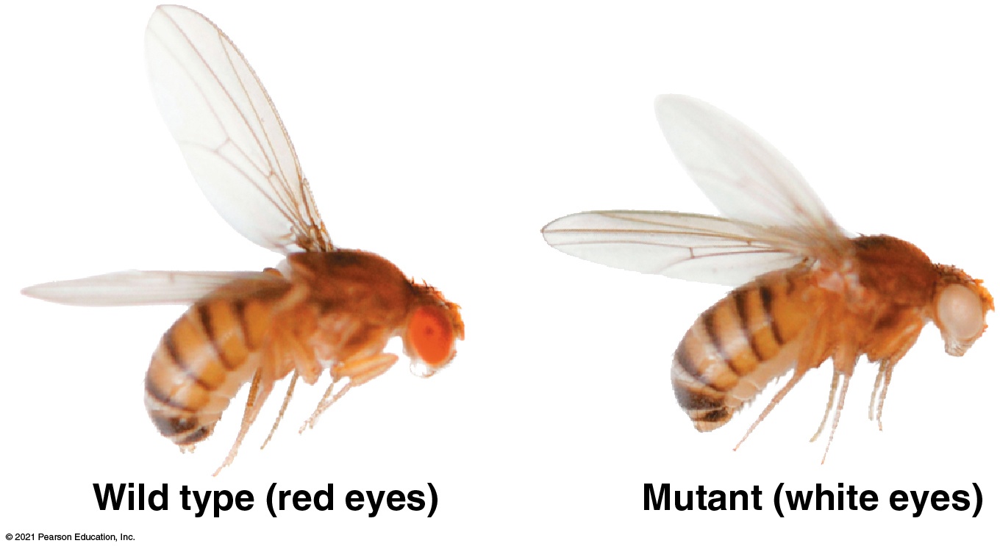 Wild type (red eyes)
Mutant (white eyes)
© 2021 Pearson Education, Inc.